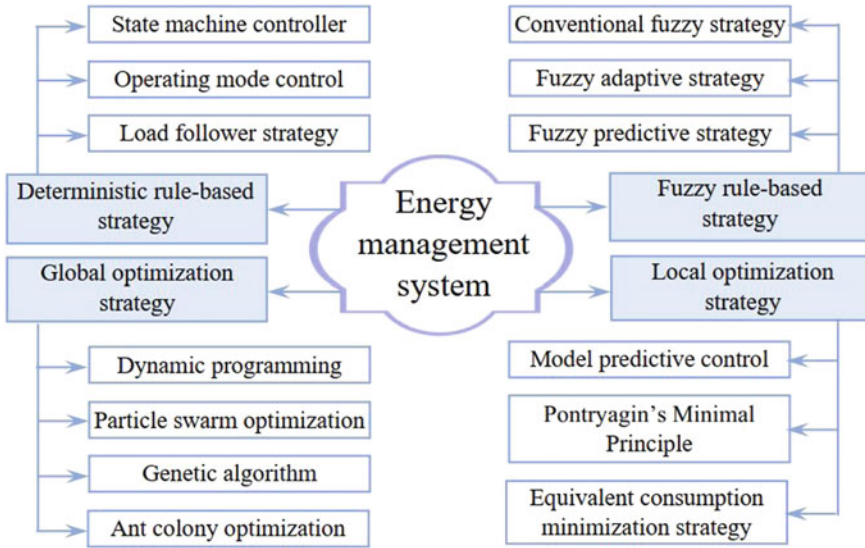 State machine controller
Operating mode control
Load follower strategy
Deterministic rule-based
strategy
Global optimization
strategy
Dynamic programming
Particle swarm optimization
Genetic algorithm
Ant colony optimization
Energy
management
system
Conventional fuzzy strategy
Fuzzy adaptive strategy
Fuzzy predictive strategy
Fuzzy rule-based
strategy
Local optimization
strategy
Model predictive control
Pontryagin’s Minimal
Principle
Equivalent consumption
minimization strategy